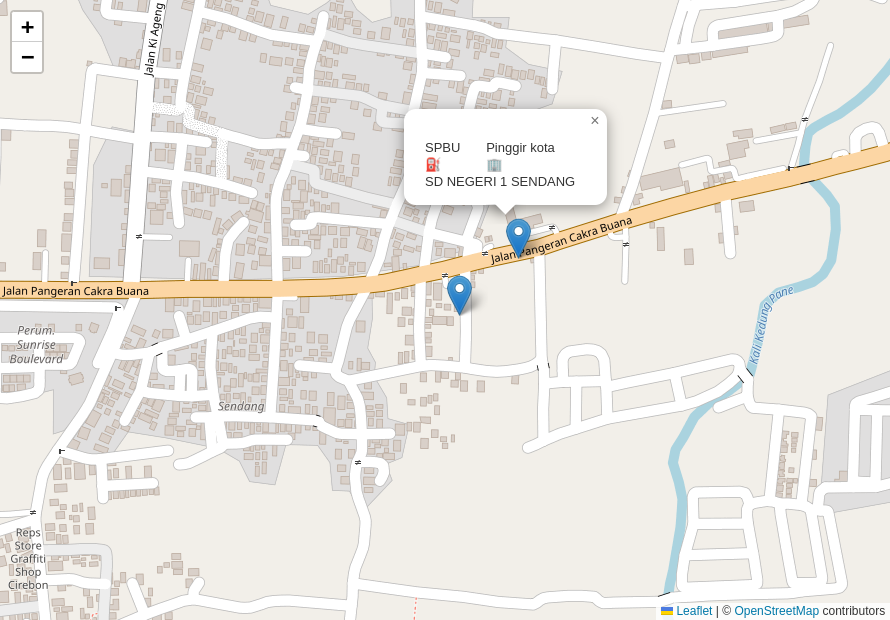 +
−
Jalan Ki Ageng
×
SPBU Pinggir kota
⛽ 🏢
SD NEGERI 1 SENDANG
Jalan Pangeran Cakra Buana
Jalan Pangeran Cakra Buana
Kali Kedung Pane
Perum.
Sunrise
Boulevard
Sendang
Reps
Store
Graffiti
Shop
Cirebon
Leaflet | © OpenStreetMap contributors